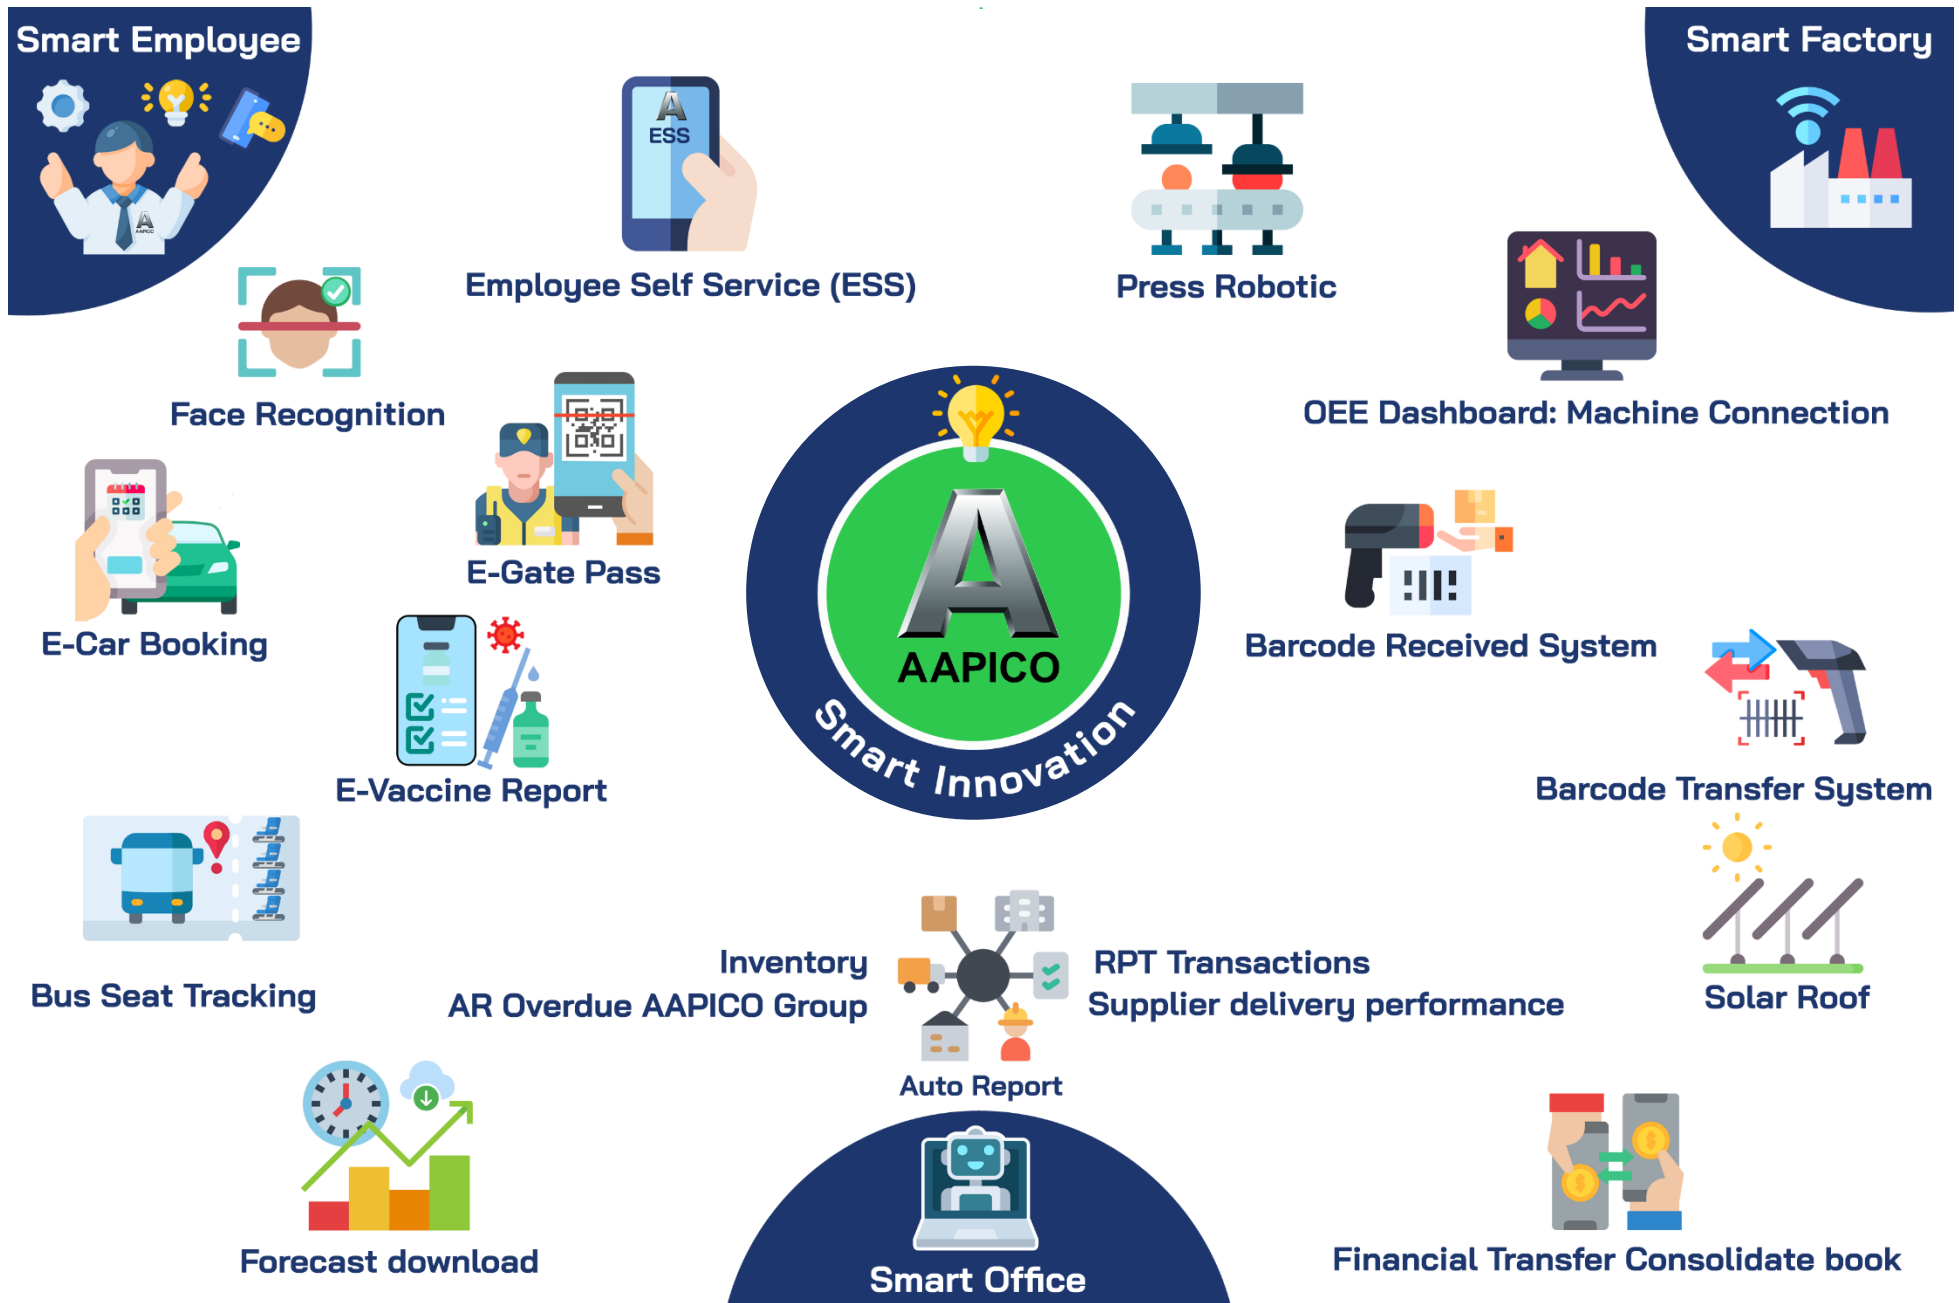 Smart Employee
Smart Factory
A
ESS
A
AAPICO
Employee Self Service (ESS)
Press Robotic
Face Recognition
OEE Dashboard: Machine Connection
E-Gate Pass
E-Car Booking
Barcode Received System
A
AAPICO
Smart Innovation
E-Vaccine Report
Barcode Transfer System
Bus Seat Tracking
Inventory
AR Overdue AAPICO Group
RPT Transactions
Supplier delivery performance
Solar Roof
Auto Report
Forecast download
Smart Office
Financial Transfer Consolidate book